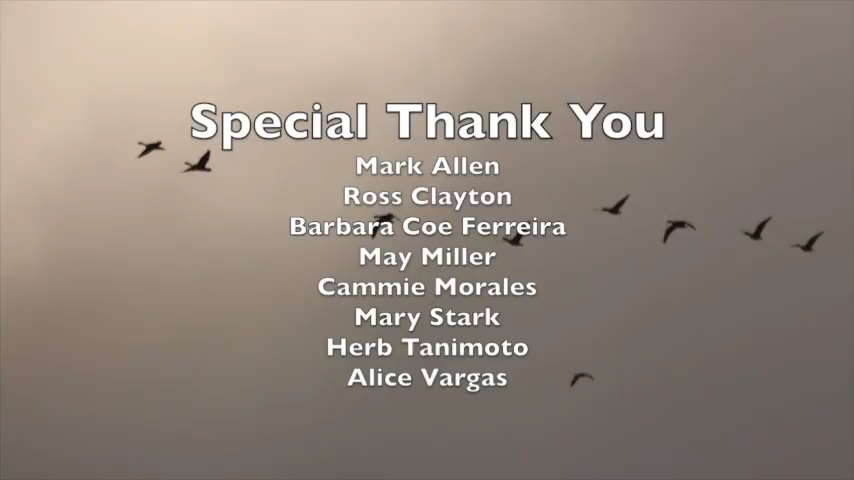 Special Thank You
Mark Allen
Ross Clayton
Barbara Coe Ferreira
May Miller
Cammie Morales
Mary Stark
Herb Tanimoto
Alice Vargas